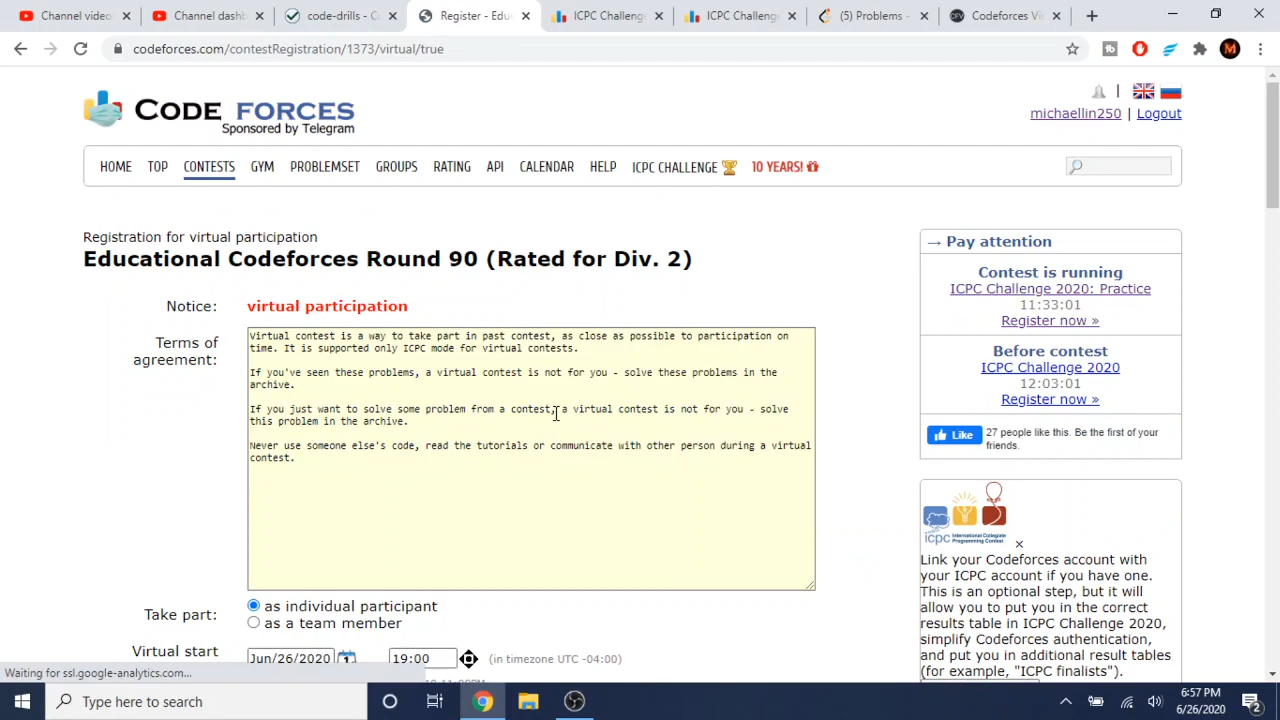 Channel video
Channel dashb
code-drills - C
Register - Edu
ICPC Challenge
ICPC Challenge
(5) Problems -
Codeforces Vi
codeforces.com/contestRegistration/1373/virtual/true
M
CODE FORCES
Sponsored by Telegram
michaellin250 | Logout
HOME TOP CONTESTS GYM PROBLEMSET GROUPS RATING API CALENDAR HELP ICPC CHALLENGE 10 YEARS!
Registration for virtual participation
Educational Codeforces Round 90 (Rated for Div. 2)
Notice: virtual participation
Terms of agreement:
Virtual contest is a way to take part in past contest, as close as possible to participation on
time. It is supported only ICPC mode for virtual contests.
If you've seen these problems, a virtual contest is not for you - solve these problems in the
archive.
If you just want to solve some problem from a contest, a virtual contest is not for you - solve
this problem in the archive.
Never use someone else's code, read the tutorials or communicate with other person during a virtual
contest.
Take part: as individual participant
as a team member
Virtual start
Jun/26/2020 19:00 (in timezone UTC -04:00)
→ Pay attention
Contest is running
ICPC Challenge 2020: Practice
11:33:01
Register now »
Before contest
ICPC Challenge 2020
12:03:01
Register now »
Like 27 people like this. Be the first of your
friends.
icpc International Collegiate
Programming Contest
Link your Codeforces account with
your ICPC account if you have one.
This is an optional step, but it will
allow you to put you in the correct
results table in ICPC Challenge 2020,
simplify Codeforces authentication,
and put you in additional result tables
(for example, "ICPC finalists").
Waiting for ssl.google-analytics.com...
Type here to search
6:57 PM
6/26/2020
2